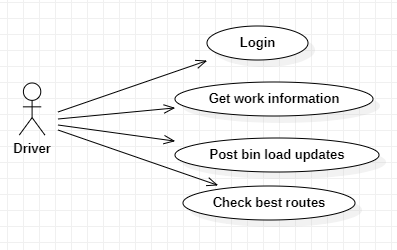 Login
Get work information
Driver
Post bin load updates
Check best routes